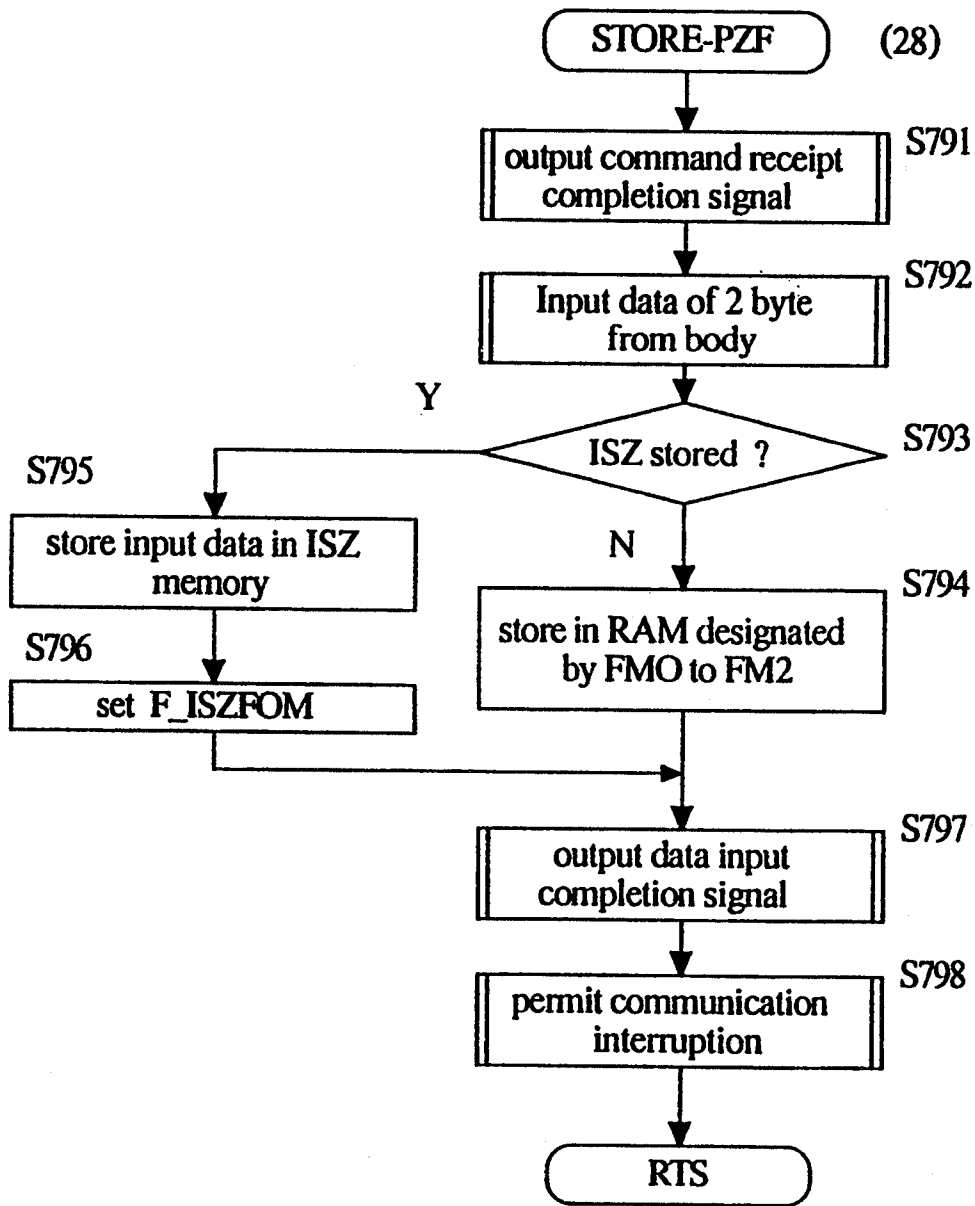 STORE-PZF (28)
S791
output command receipt
completion signal
S792
Input data of 2 byte
from body
Y
S793
ISZ stored ?
S795
store input data in ISZ
memory
N
S794
store in RAM designated
by FMO to FM2
S796
set F_ISZFOM
S797
output data input
completion signal
S798
permit communication
interruption
RTS